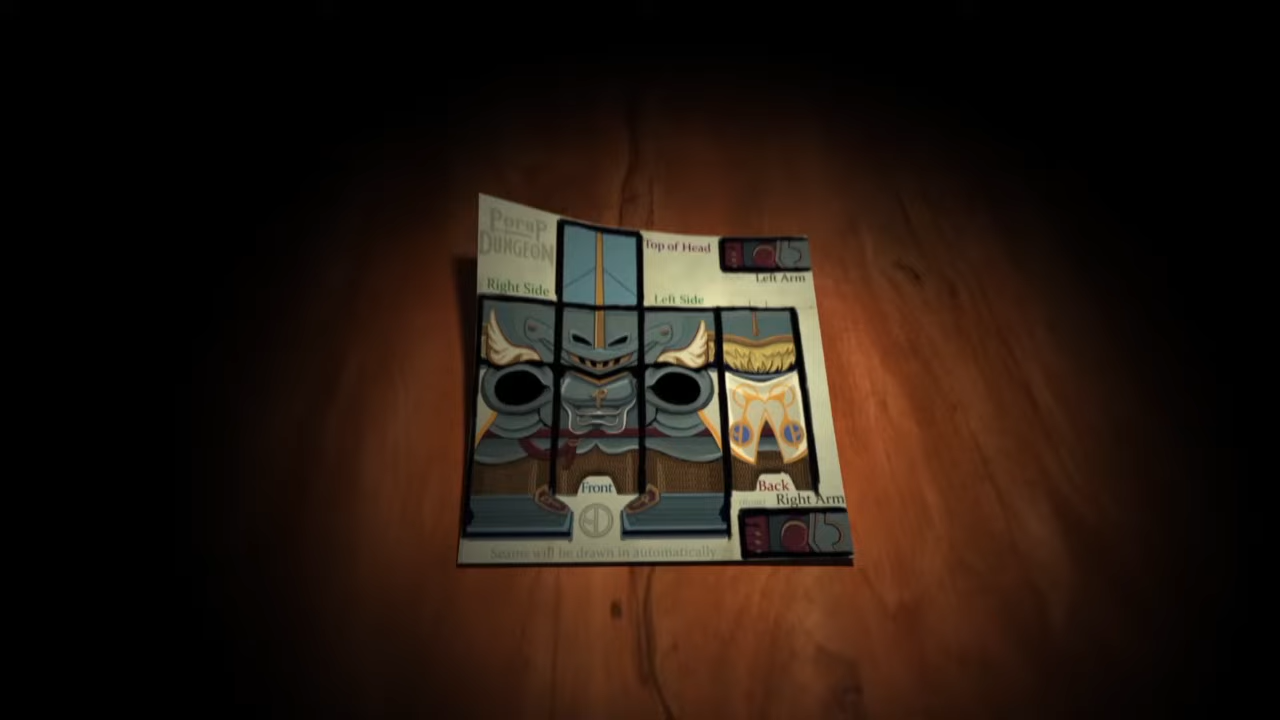 Porap
Dungeon
Top of Head
Left Arm
Right Side
Left Side
Front
Back
Right Arm
Seams will be drawn in automatically